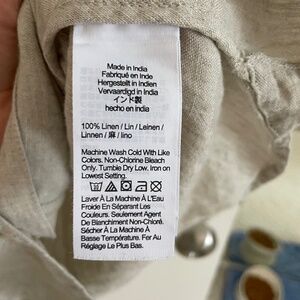 Made in India
Fabriqué en Inde
Hergestellt in Indien
Vervaardigd in India
インド製
hecho en india
100% Linen / Lin / Leinen /
Linnen / 麻 / lino
Machine Wash Cold With Like
Colors. Non-Chlorine Bleach
Only. Tumble Dry Low. Iron on
Lowest Setting.
Laver À La Machine À L'Eau
Froide En Séparant Les
Couleurs. Seulement Agent
De Blanchiment Non-Chloré.
Sécher À La Machine À
Basse Température. Fer Au
Réglage Le Plus Bas.